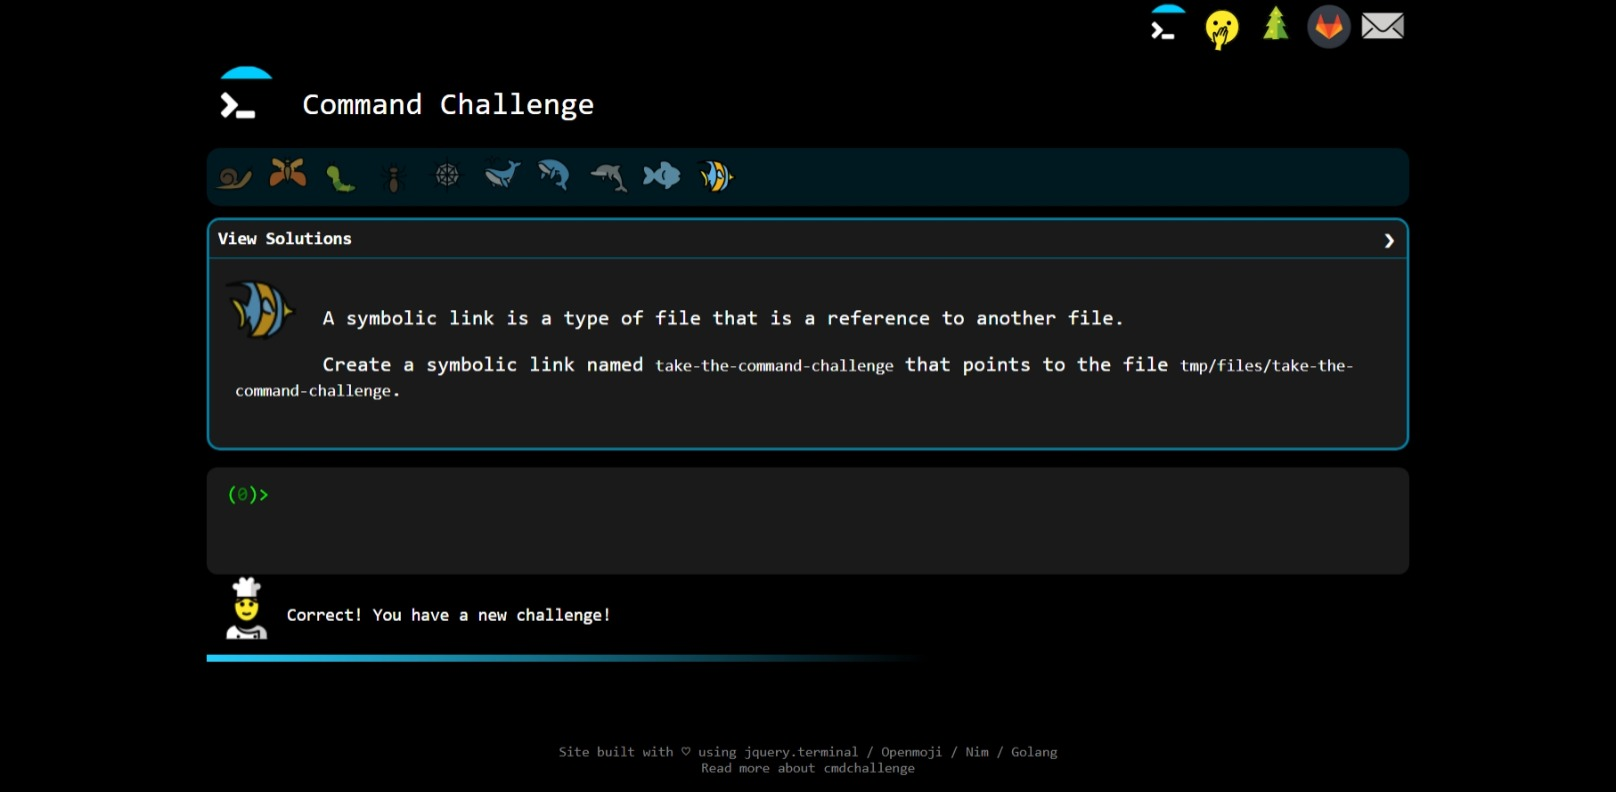 Command Challenge
View Solutions
A symbolic link is a type of file that is a reference to another file.
Create a symbolic link named take-the-command-challenge that points to the file tmp/files/take-the-
command-challenge.
(0)>
Correct! You have a new challenge!
Site built with ♡ using jquery.terminal / Openmoji / Nim / Golang
Read more about cmdchallenge